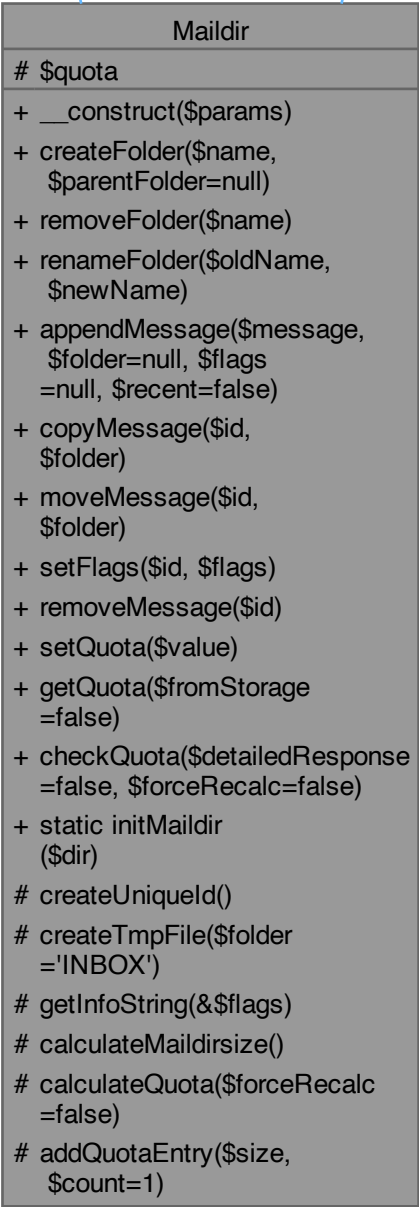 Maildir
# $quota
+ __construct($params)
+ createFolder($name,
$parentFolder=null)
+ removeFolder($name)
+ renameFolder($oldName,
$newName)
+ appendMessage($message,
$folder=null, $flags
=null, $recent=false)
+ copyMessage($id,
$folder)
+ moveMessage($id,
$folder)
+ setFlags($id, $flags)
+ removeMessage($id)
+ setQuota($value)
+ getQuota($fromStorage
=false)
+ checkQuota($detailedResponse
=false, $forceRecalc=false)
+ static initMaildir
($dir)
# createUniqueId()
# createTmpFile($folder
='INBOX')
# getInfoString(&$flags)
# calculateMaildirsize()
# calculateQuota($forceRecalc
=false)
# addQuotaEntry($size,
$count=1)